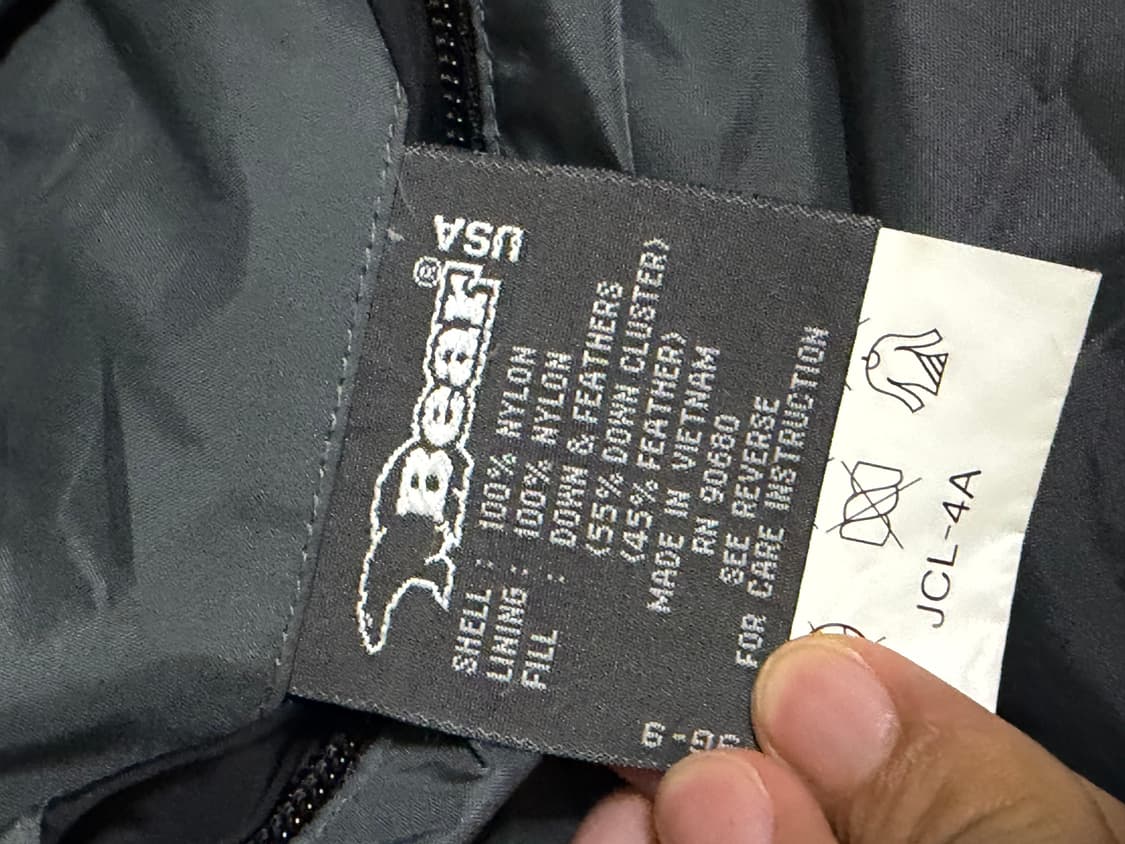 Bear® USA
SHELL : 100% NYLON
LINING : 100% NYLON
FILL : DOWN & FEATHERS
(55% DOWN CLUSTER)
(45% FEATHER)
MADE IN VIETNAM
RN 90680
SEE REVERSE
FOR CARE INSTRUCTION
JCL-4A